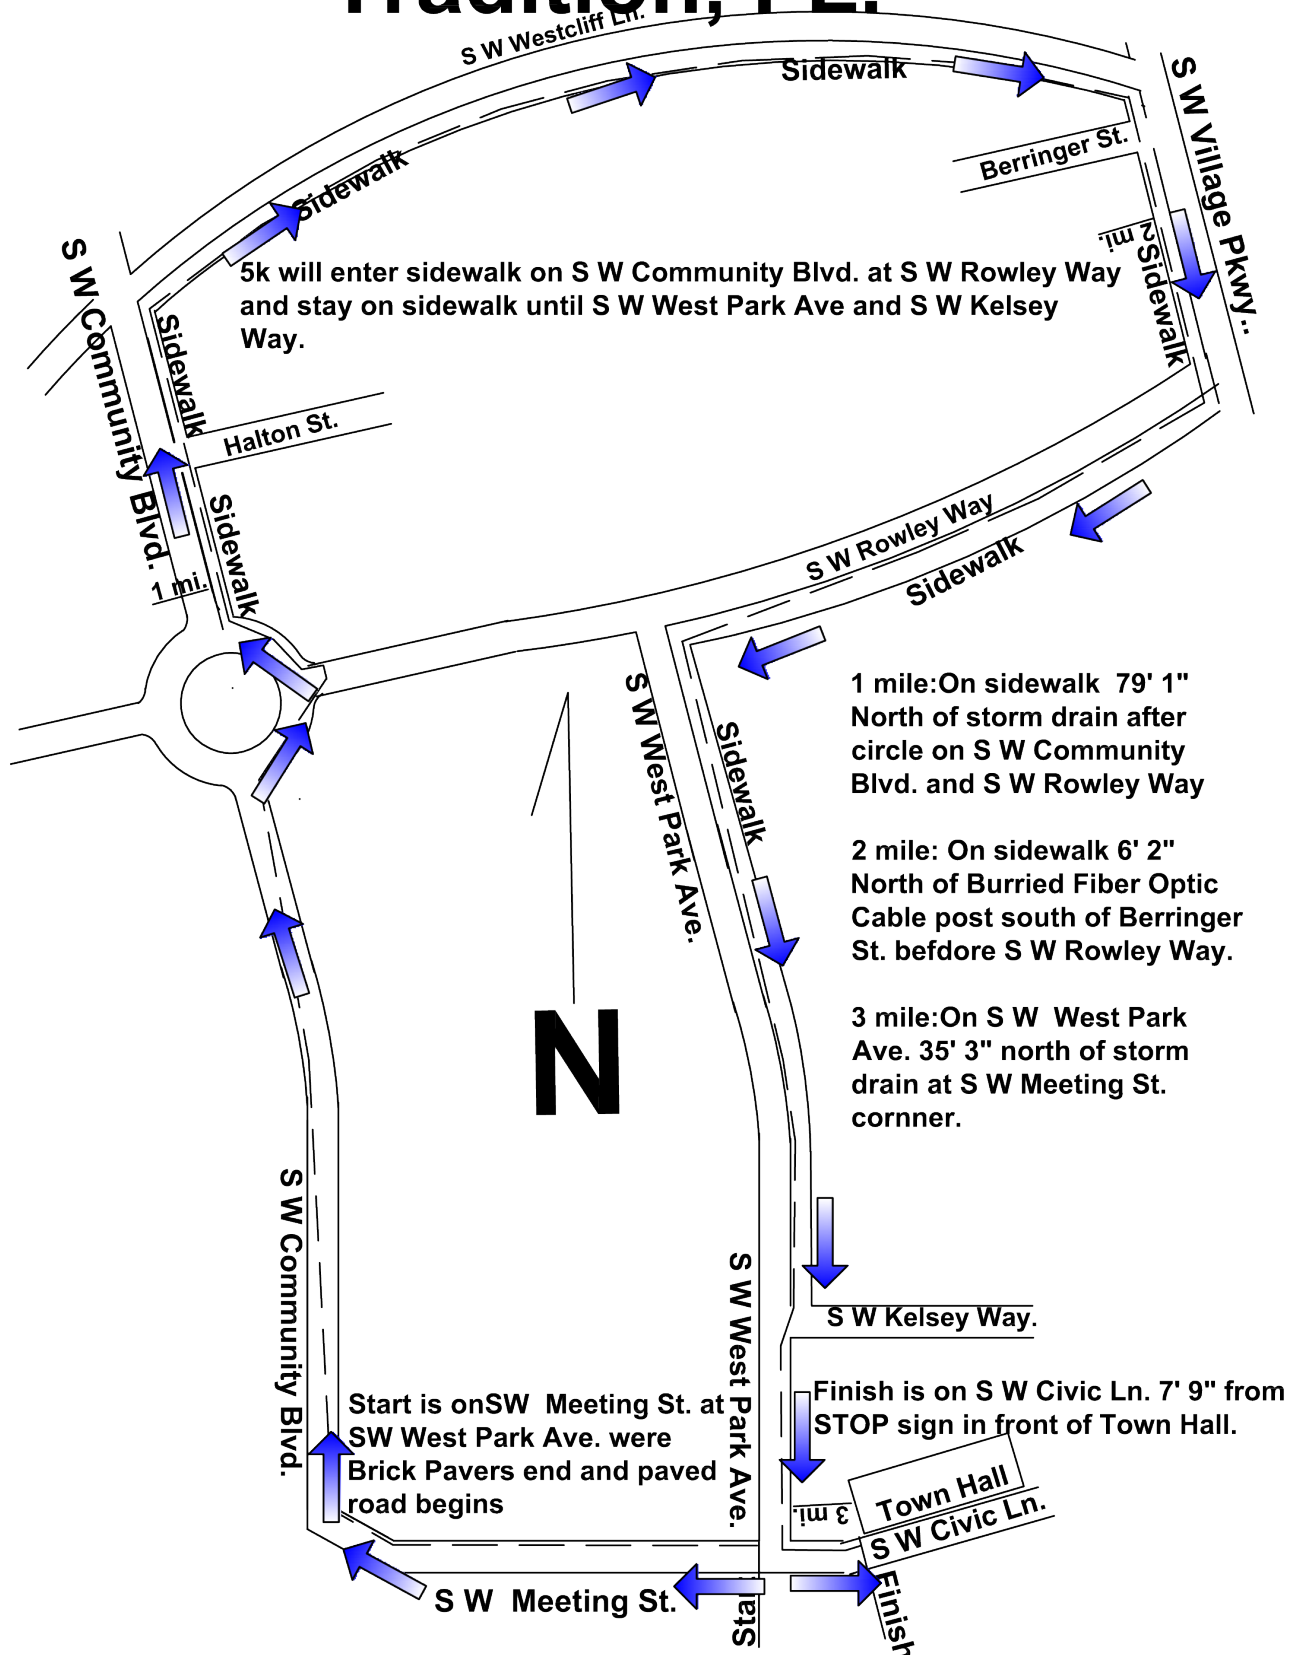 Tradition, FL.
S W Westcliff Ln.
Sidewalk
S W Village Pkwy..
Berringer St.
Sidewalk
2 mi.
Sidewalk
S W Community Blvd.
5k will enter sidewalk on S W Community Blvd. at S W Rowley Way
and stay on sidewalk until S W West Park Ave and S W Kelsey
Way.
Sidewalk
Halton St.
Sidewalk
S W Rowley Way
Sidewalk
1 mi.
S W West Park Ave.
Sidewalk
1 mile:On sidewalk 79' 1"
North of storm drain after
circle on S W Community
Blvd. and S W Rowley Way
2 mile: On sidewalk 6' 2"
North of Burried Fiber Optic
Cable post south of Berringer
St. befdore S W Rowley Way.
3 mile:On S W West Park
Ave. 35' 3" north of storm
drain at S W Meeting St.
cornner.
N
S W Community Blvd.
S W West Park Ave.
S W Kelsey Way.
Finish is on S W Civic Ln. 7' 9" from
STOP sign in front of Town Hall.
Start is onSW Meeting St. at
SW West Park Ave. were
Brick Pavers end and paved
road begins
3 mi.
Town Hall
S W Civic Ln.
S W Meeting St.
Start
Finish